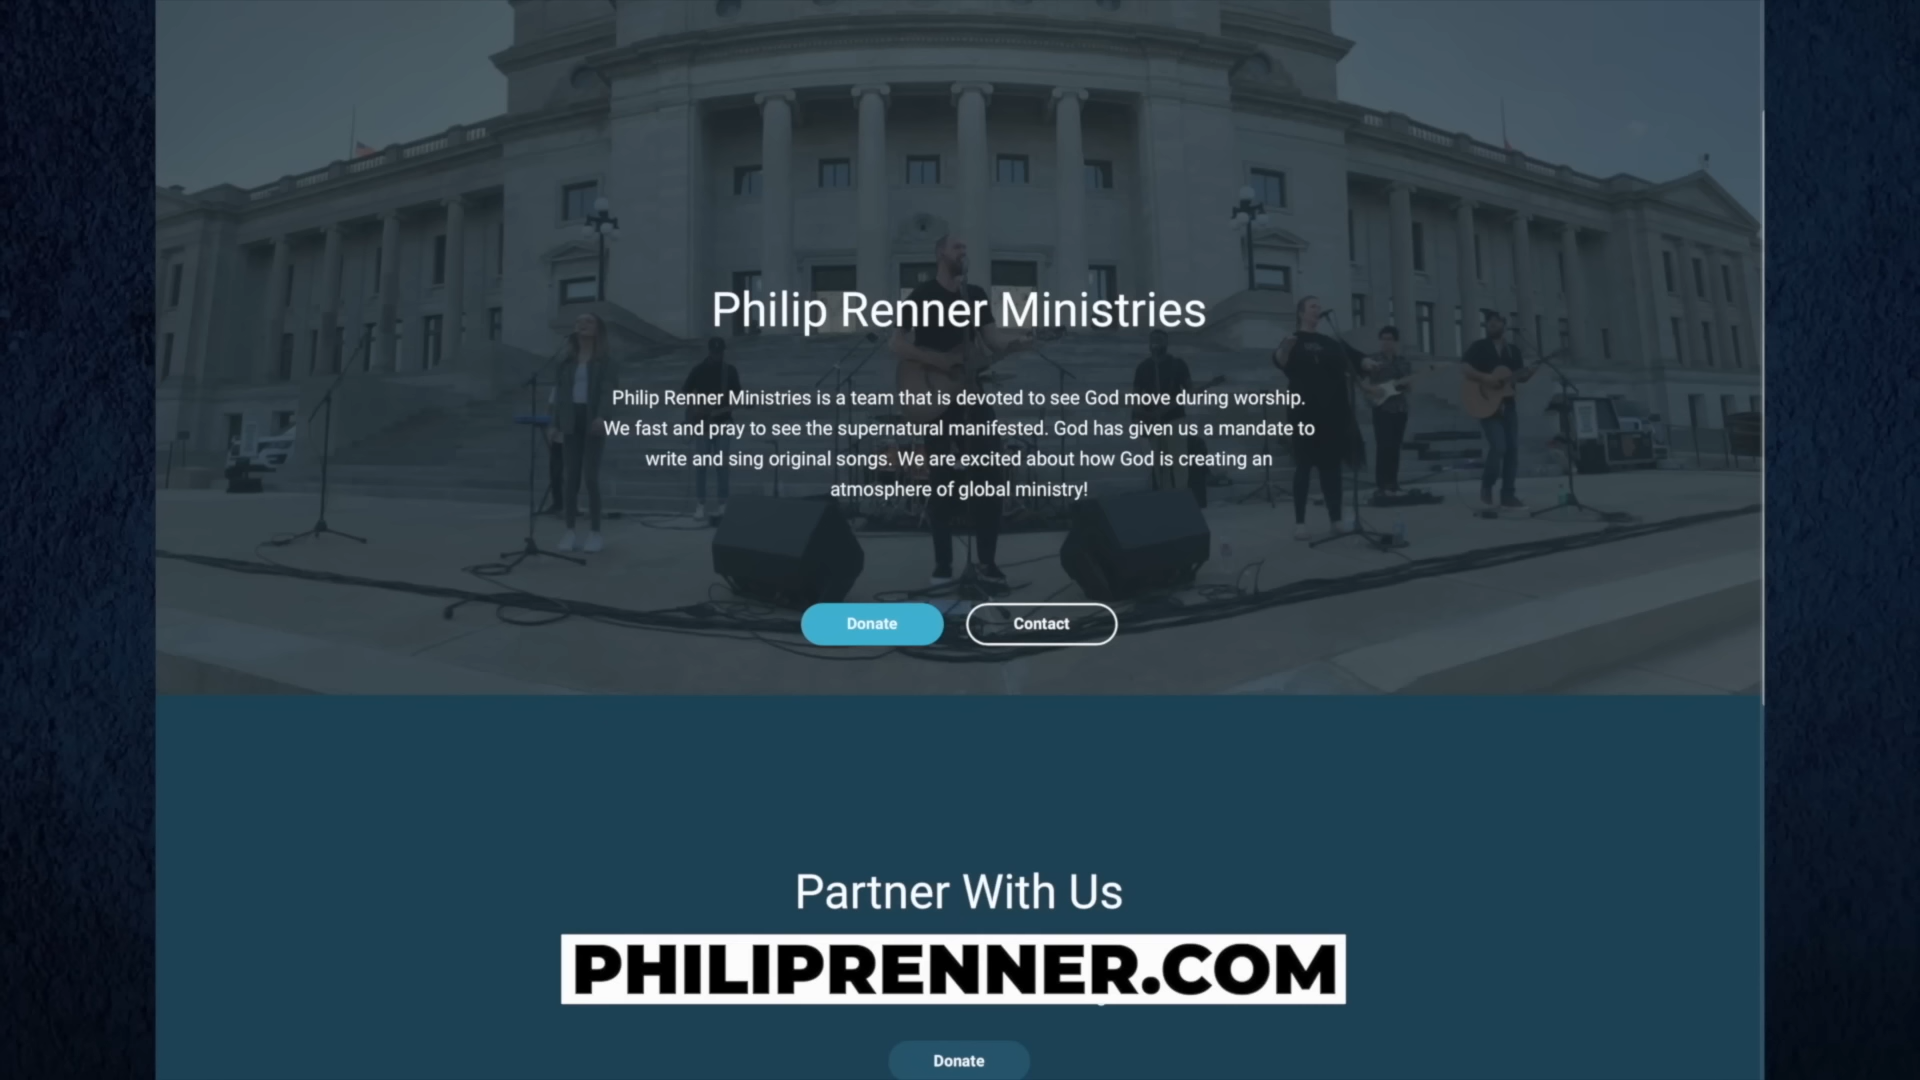 Philip Renner Ministries
Philip Renner Ministries is a team that is devoted to see God move during worship.
We fast and pray to see the supernatural manifested. God has given us a mandate to
write and sing original songs. We are excited about how God is creating an
atmosphere of global ministry!
Donate
Contact
Partner With Us
PHILIPRENNER.COM
Donate